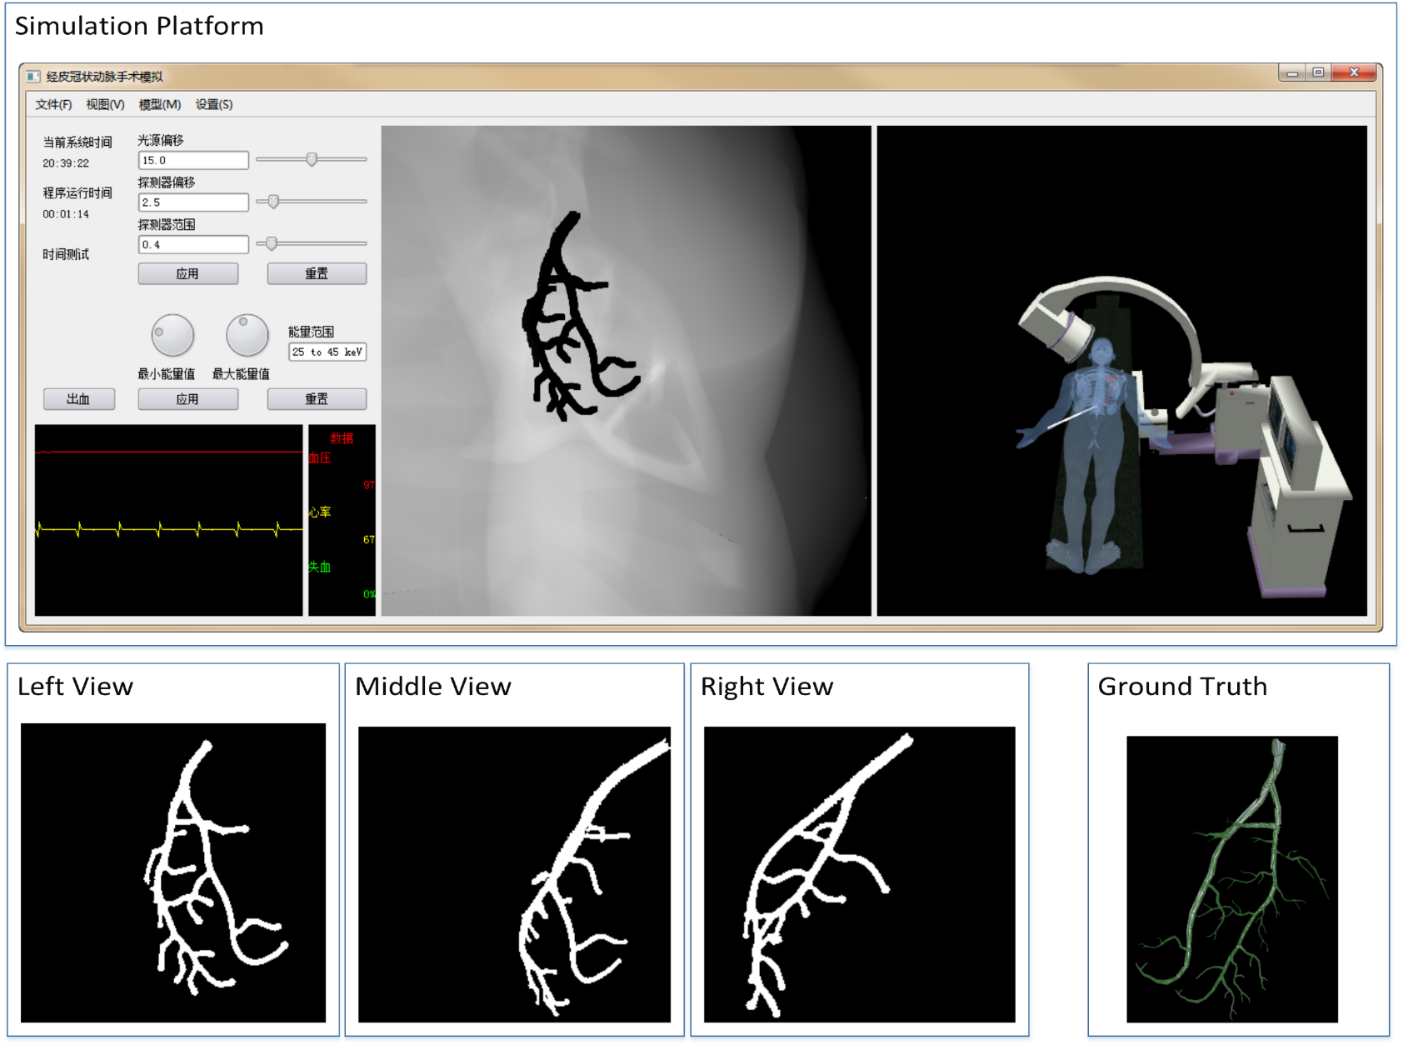 Simulation Platform
经皮冠状动脉手术模拟
文件(F) 视图(V) 模型(M) 设置(S)
当前系统时间
20:39:22
程序运行时间
00:01:14
时间测试
光源偏移
15.0
探测器偏移
2.5
探测器范围
0.4
应用 重置
能量范围
25 to 45 keV
最小能量值 最大能量值
出血 应用 重置
数据
血压
97
心率
67
失血
0%
Left View
Middle View
Right View
Ground Truth